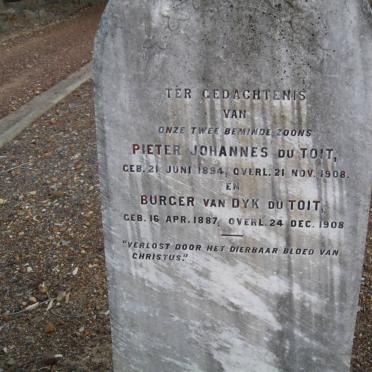 TER GEDACHTENIS
VAN
ONZE TWEE BEMINDE ZOONS
PIETER JOHANNES DU TOIT,
GEB. 21 JUNI 1894, OVERL. 21 NOV. 1908.
EN
BURGER VAN DYK DU TOIT,
GEB. 16 APR. 1887, OVERL. 24 DEC. 1908
"VERLOST DOOR HET DIERBAAR BLOED VAN
CHRISTUS."